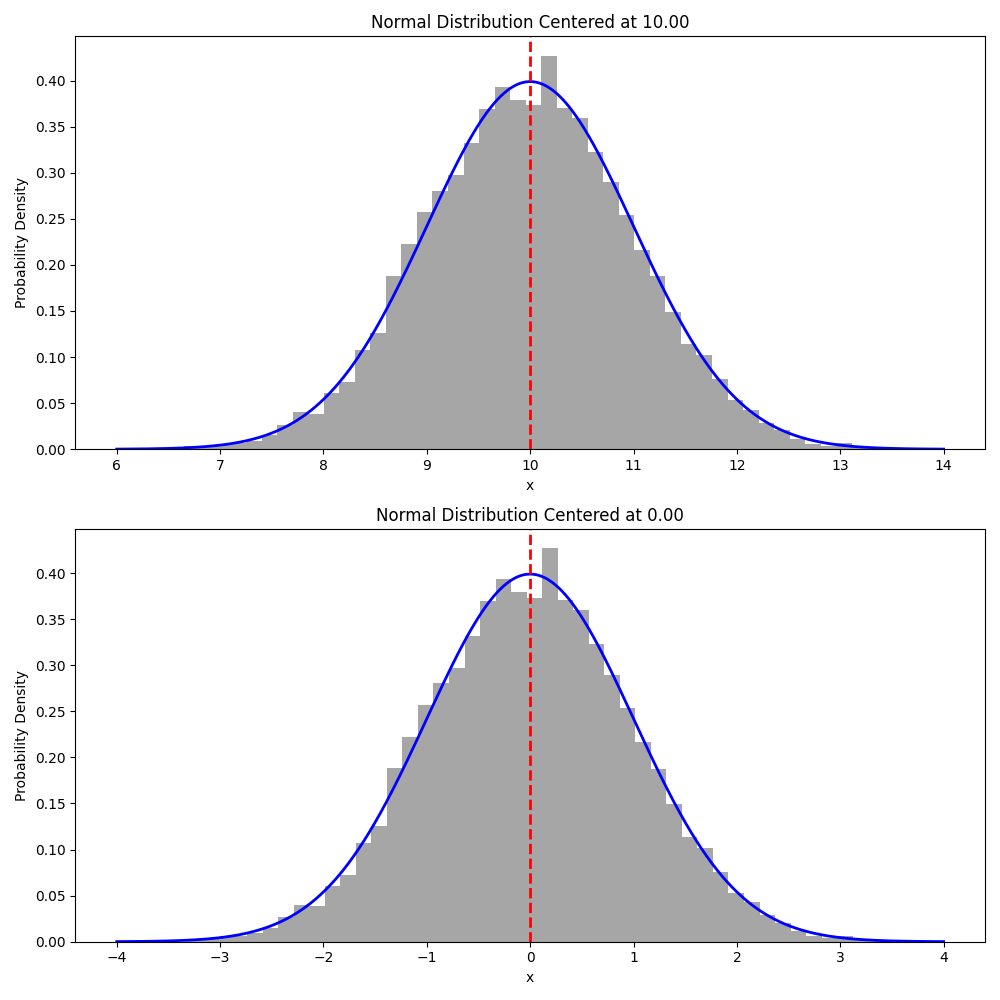 Normal Distribution Centered at 10.00
Probability Density
0.40
0.35
0.30
0.25
0.20
0.15
0.10
0.05
0.00
6 7 8 9 10 11 12 13 14
x
Normal Distribution Centered at 0.00
Probability Density
0.40
0.35
0.30
0.25
0.20
0.15
0.10
0.05
0.00
−4 −3 −2 −1 0 1 2 3 4
x